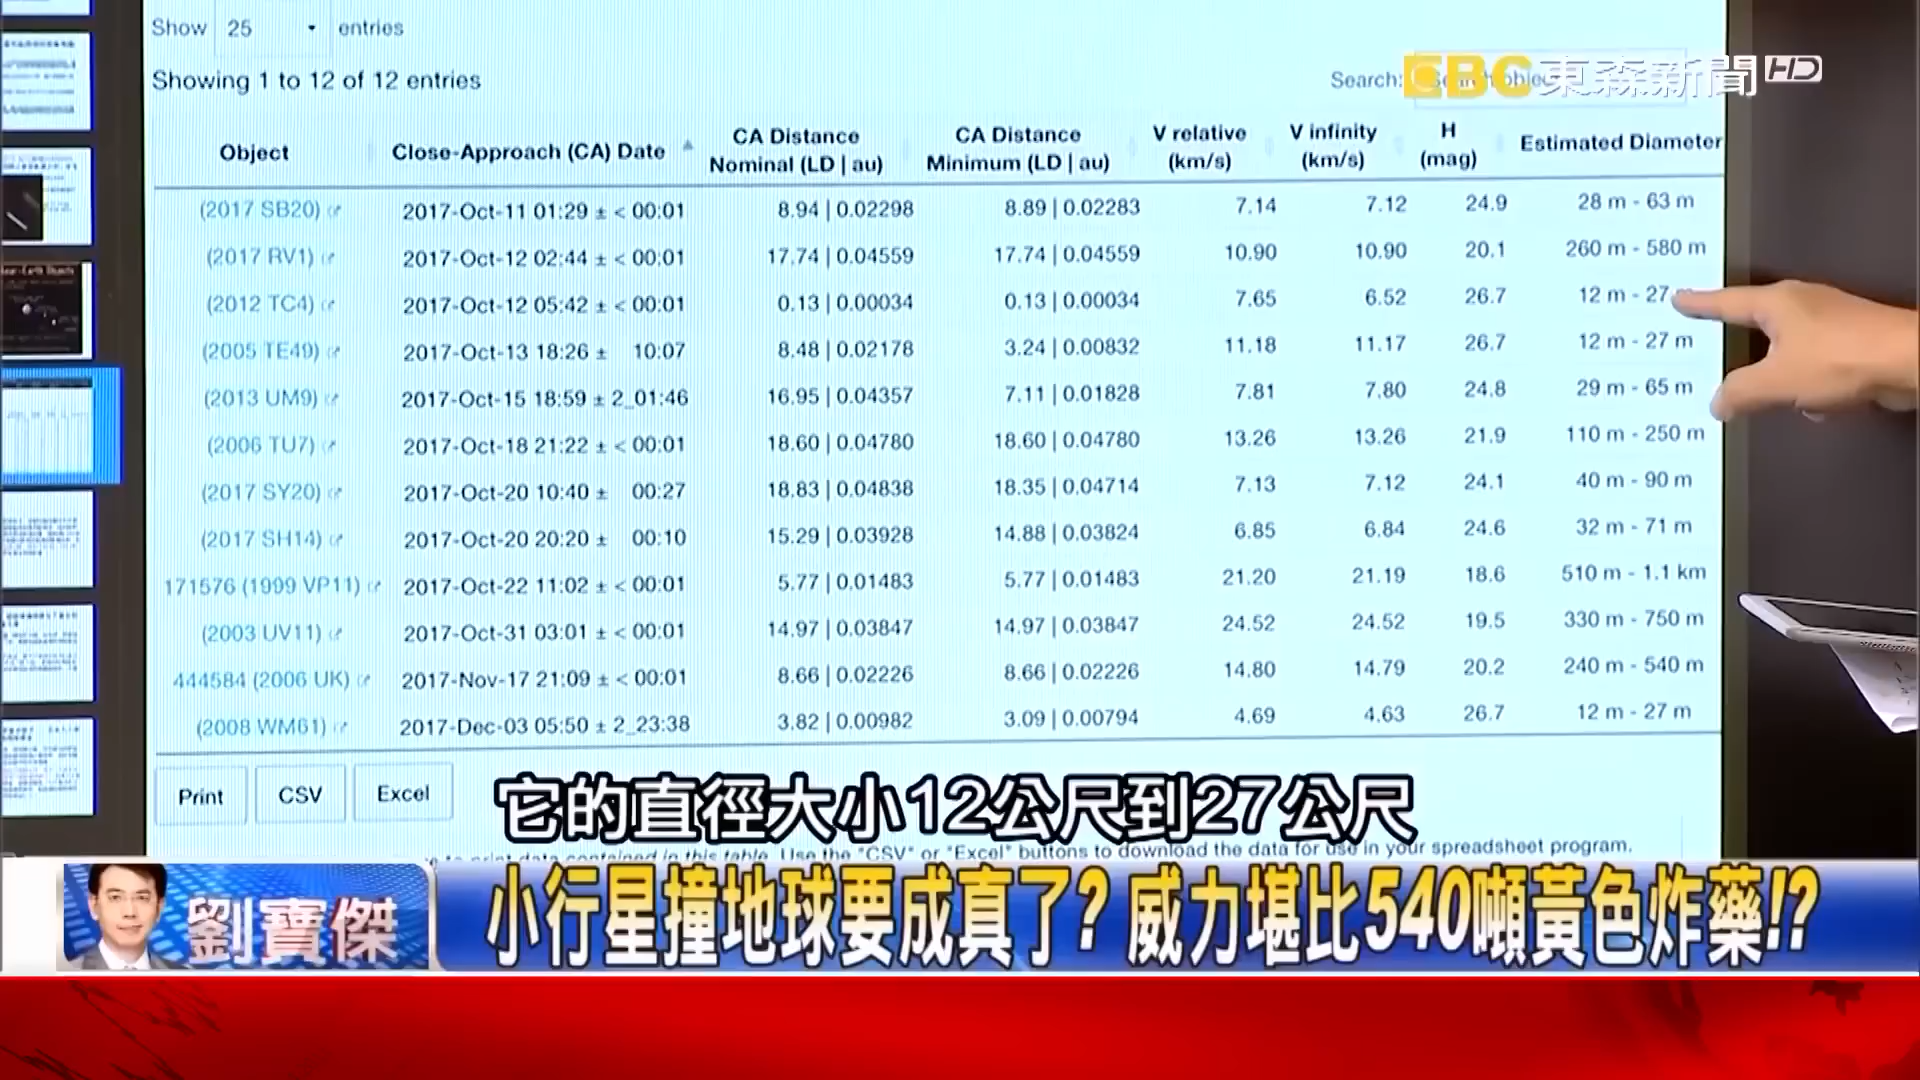 Show 25 entries
Showing 1 to 12 of 12 entries
Search:
EBC 東森新聞 HD
Object Close-Approach (CA) Date CA Distance Nominal (LD | au) CA Distance Minimum (LD | au) V relative (km/s) V infinity (km/s) H (mag) Estimated Diameter
(2017 SB20) 2017-Oct-11 01:29 ± < 00:01 8.94 | 0.02298 8.89 | 0.02283 7.14 7.12 24.9 28 m - 63 m
(2017 RV1) 2017-Oct-12 02:44 ± < 00:01 17.74 | 0.04559 17.74 | 0.04559 10.90 10.90 20.1 260 m - 580 m
(2012 TC4) 2017-Oct-12 05:42 ± < 00:01 0.13 | 0.00034 0.13 | 0.00034 7.65 6.52 26.7 12 m - 27
(2005 TE49) 2017-Oct-13 18:26 ± 10:07 8.48 | 0.02178 3.24 | 0.00832 11.18 11.17 26.7 12 m - 27 m
(2013 UM9) 2017-Oct-15 18:59 ± 2_01:46 16.95 | 0.04357 7.11 | 0.01828 7.81 7.80 24.8 29 m - 65 m
(2006 TU7) 2017-Oct-18 21:22 ± < 00:01 18.60 | 0.04780 18.60 | 0.04780 13.26 13.26 21.9 110 m - 250 m
(2017 SY20) 2017-Oct-20 10:40 ± 00:27 18.83 | 0.04838 18.35 | 0.04714 7.13 7.12 24.1 40 m - 90 m
(2017 SH14) 2017-Oct-20 20:20 ± 00:10 15.29 | 0.03928 14.88 | 0.03824 6.85 6.84 24.6 32 m - 71 m
171576 (1999 VP11) 2017-Oct-22 11:02 ± < 00:01 5.77 | 0.01483 5.77 | 0.01483 21.20 21.19 18.6 510 m - 1.1 km
(2003 UV11) 2017-Oct-31 03:01 ± < 00:01 14.97 | 0.03847 14.97 | 0.03847 24.52 24.52 19.5 330 m - 750 m
444584 (2006 UK) 2017-Nov-17 21:09 ± < 00:01 8.66 | 0.02226 8.66 | 0.02226 14.80 14.79 20.2 240 m - 540 m
(2008 WM61) 2017-Dec-03 05:50 ± 2_23:38 3.82 | 0.00982 3.09 | 0.00794 4.69 4.63 26.7 12 m - 27 m
Print CSV Excel
它的直徑大小12公尺到27公尺
to print data contained in this table. Use the "CSV" or "Excel" buttons to download the data for use in your spreadsheet program.
劉寶傑
小行星撞地球要成真了? 威力堪比540噸黃色炸藥!?